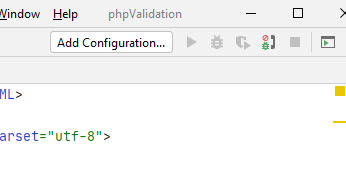 Window Help phpValidation
Add Configuration...
ML>
arset="utf-8">